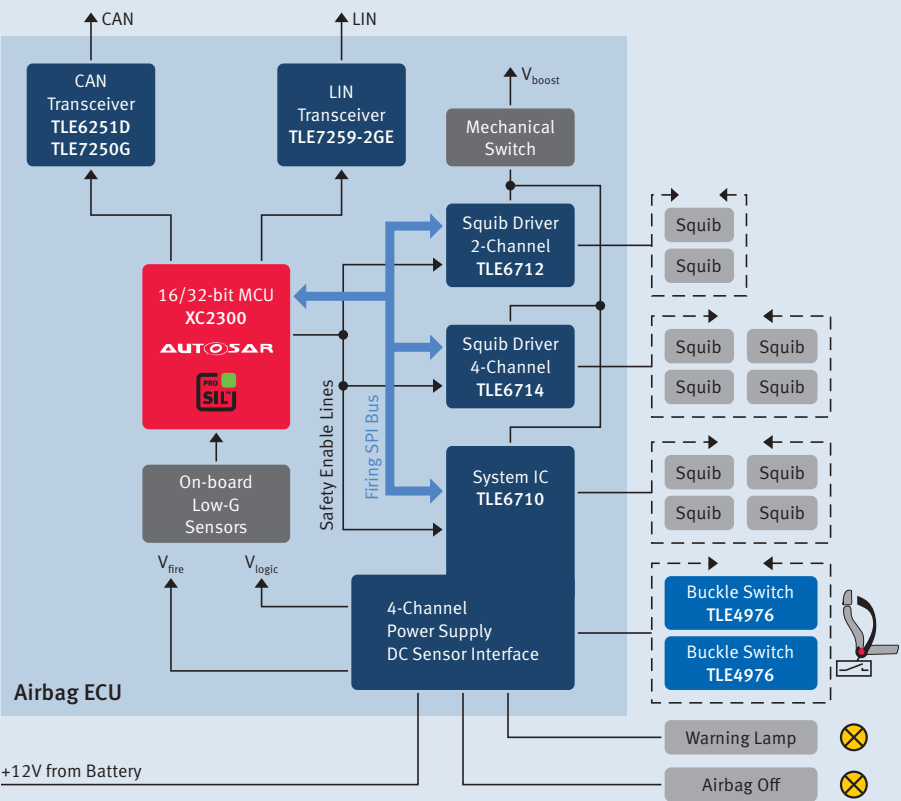 CAN
LIN
CAN
Transceiver
TLE6251D
TLE7250G
LIN
Transceiver
TLE7259-2GE
Vboost
Mechanical
Switch
Squib Driver
2-Channel
TLE6712
Squib
Squib
16/32-bit MCU
XC2300
AUTOSAR
PRO
SIL™
Squib Driver
4-Channel
TLE6714
Squib
Squib
Squib
Squib
Safety Enable Lines
Firing SPI Bus
On-board
Low-G
Sensors
System IC
TLE6710
Squib
Squib
Squib
Squib
Vfire
Vlogic
4-Channel
Power Supply
DC Sensor Interface
Buckle Switch
TLE4976
Buckle Switch
TLE4976
Airbag ECU
Warning Lamp
+12V from Battery
Airbag Off